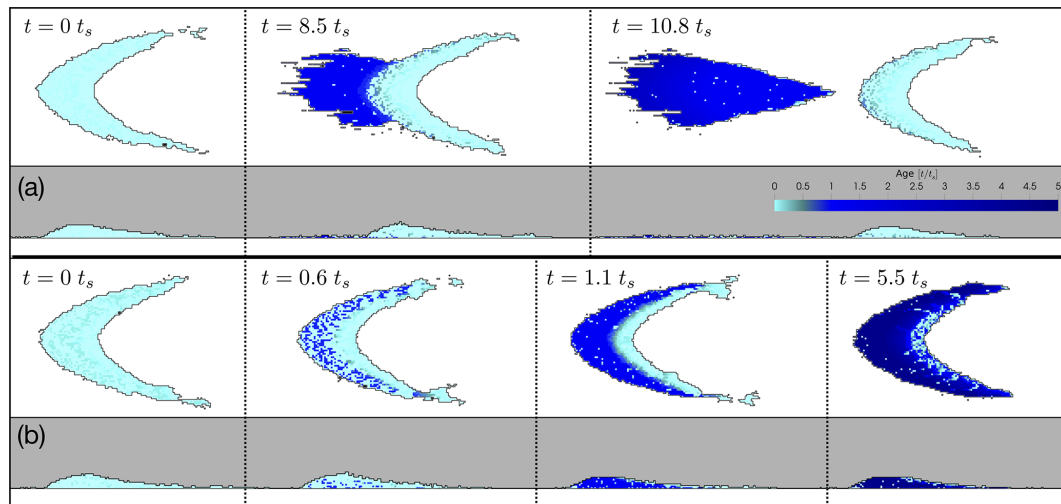 t = 0 t_s
t = 8.5 t_s
t = 10.8 t_s
(a)
Age [t/t_s]
0 0.5 1 1.5 2 2.5 3 3.5 4 4.5 5
t = 0 t_s
t = 0.6 t_s
t = 1.1 t_s
t = 5.5 t_s
(b)